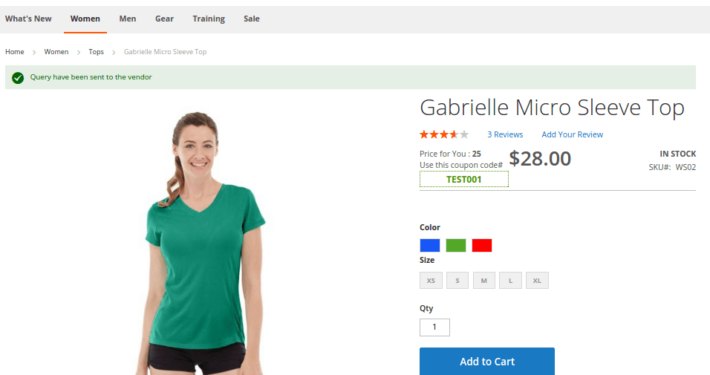 What's New Women Men Gear Training Sale
Home > Women > Tops > Gabrielle Micro Sleeve Top
Query have been sent to the vendor
Gabrielle Micro Sleeve Top
3 Reviews Add Your Review
Price for You : 25
Use this coupon code#
TEST001
$28.00
IN STOCK
SKU#: WS02
Color
Size
XS S M L XL
Qty
1
Add to Cart